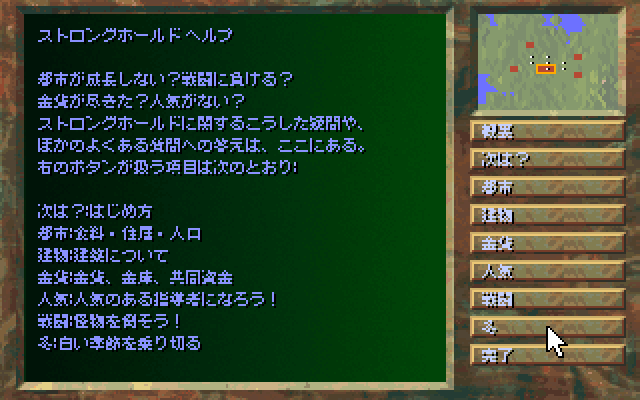 ストロングホールド ヘルプ
都市が成長しない？戦闘に負ける？
金貨が尽きた？人気がない？
ストロングホールドに関するこうした疑問や、
ほかのよくある質問への答えは、ここにある。
右のボタンが扱う項目は次のとおり:
次は？:はじめ方
都市:食料・住居・人口
建物:建築について
金貨:金貨、金庫、共同資金
人気:人気のある指導者になろう！
戦闘:怪物を倒そう！
冬:白い季節を乗り切る
概要
次は？
都市
建物
金貨
人気
戦闘
冬
完了